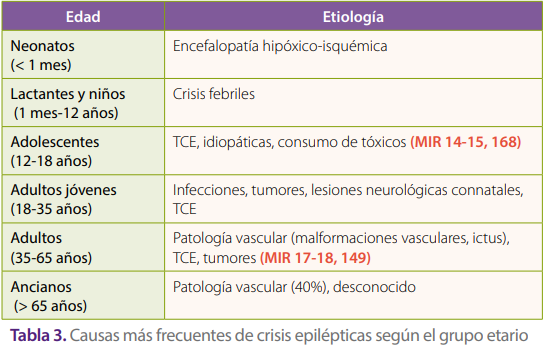 Edad Etiología
Neonatos Encefalopatía hipóxico-isquémica
(< 1 mes)
Lactantes y niños Crisis febriles
(1 mes-12 años)
Adolescentes TCE, idiopáticas, consumo de tóxicos (MIR 14-15, 168)
(12-18 años)
Adultos jóvenes Infecciones, tumores, lesiones neurológicas connatales,
(18-35 años) TCE
Adultos Patología vascular (malformaciones vasculares, ictus),
(35-65 años) TCE, tumores (MIR 17-18, 149)
Ancianos Patología vascular (40%), desconocido
(> 65 años)
Tabla 3. Causas más frecuentes de crisis epilépticas según el grupo etario